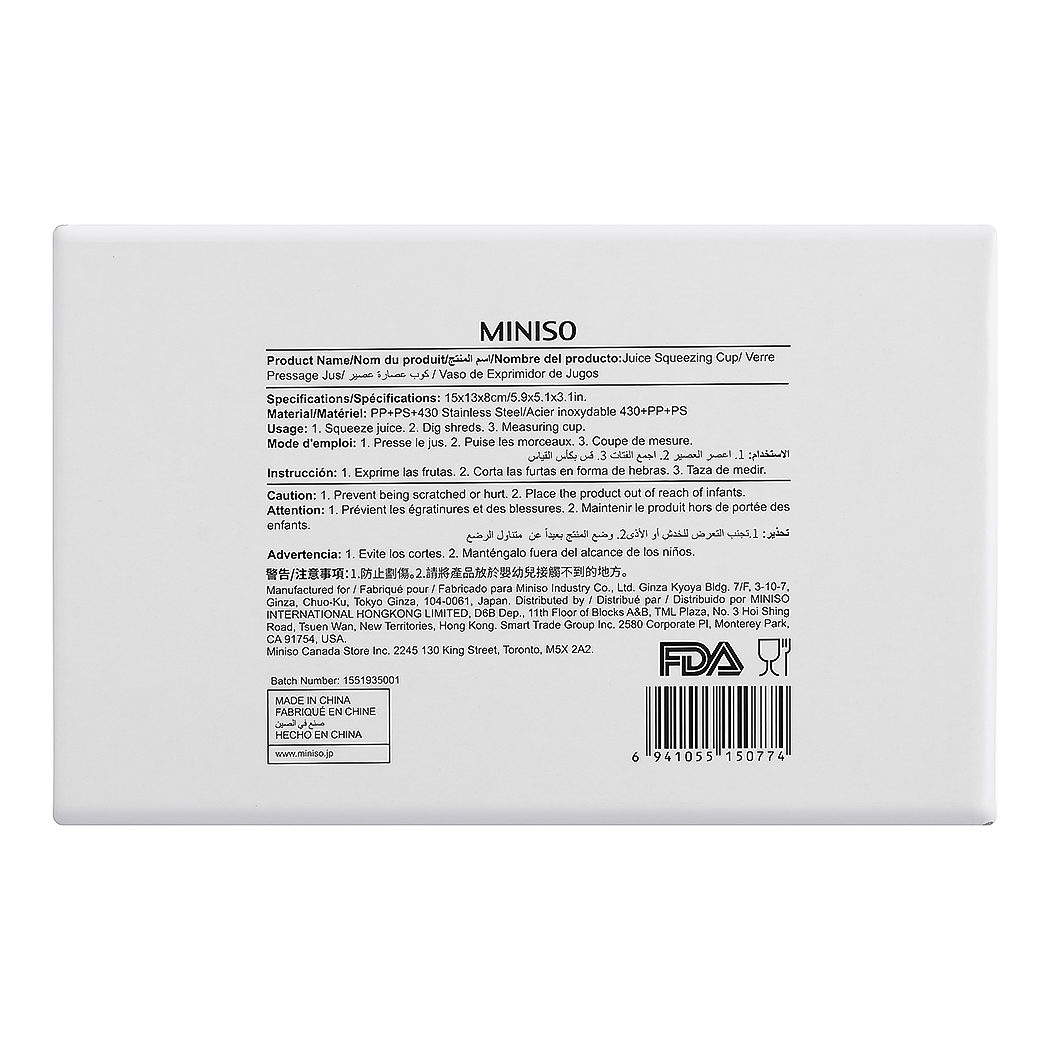 MINISO
Product Name/Nom du produit/اسم المنتج/Nombre del producto:Juice Squeezing Cup/ Verre
Pressage Jus/ كوب عصارة عصير / Vaso de Exprimidor de Jugos
Specifications/Spécifications: 15x13x8cm/5.9x5.1x3.1in.
Material/Matériel: PP+PS+430 Stainless Steel/Acier inoxydable 430+PP+PS
Usage: 1. Squeeze juice. 2. Dig shreds. 3. Measuring cup.
Mode d'emploi: 1. Presse le jus. 2. Puise les morceaux. 3. Coupe de mesure.
الاستخدام: 1. اعصر العصير 2. اجمع الفتات 3. قس بكأس القياس
Instrucción: 1. Exprime las frutas. 2. Corta las furtas en forma de hebras. 3. Taza de medir.
Caution: 1. Prevent being scratched or hurt. 2. Place the product out of reach of infants.
Attention: 1. Prévient les égratinures et des blessures. 2. Maintenir le produit hors de portée des
enfants.
تحذير: 1.تجنب التعرض للخدش أو الأذى2. وضع المنتج بعيداً عن متناول الرضع
Advertencia: 1. Evite los cortes. 2. Manténgalo fuera del alcance de los niños.
警告/注意事項：1.防止劃傷。2.請將產品放於嬰幼兒接觸不到的地方。
Manufactured for / Fabriqué pour / Fabricado para Miniso Industry Co., Ltd. Ginza Kyoya Bldg. 7/F, 3-10-7,
Ginza, Chuo-Ku, Tokyo Ginza, 104-0061, Japan. Distributed by / Distribué par / Distribuido por MINISO
INTERNATIONAL HONGKONG LIMITED, D6B Dep., 11th Floor of Blocks A&B, TML Plaza, No. 3 Hoi Shing
Road, Tsuen Wan, New Territories, Hong Kong. Smart Trade Group Inc. 2580 Corporate Pl, Monterey Park,
CA 91754, USA.
Miniso Canada Store Inc. 2245 130 King Street, Toronto, M5X 2A2.
FDA
Batch Number: 1551935001
MADE IN CHINA
FABRIQUÉ EN CHINE
صنع في الصين
HECHO EN CHINA
www.miniso.jp
6 941055 150774